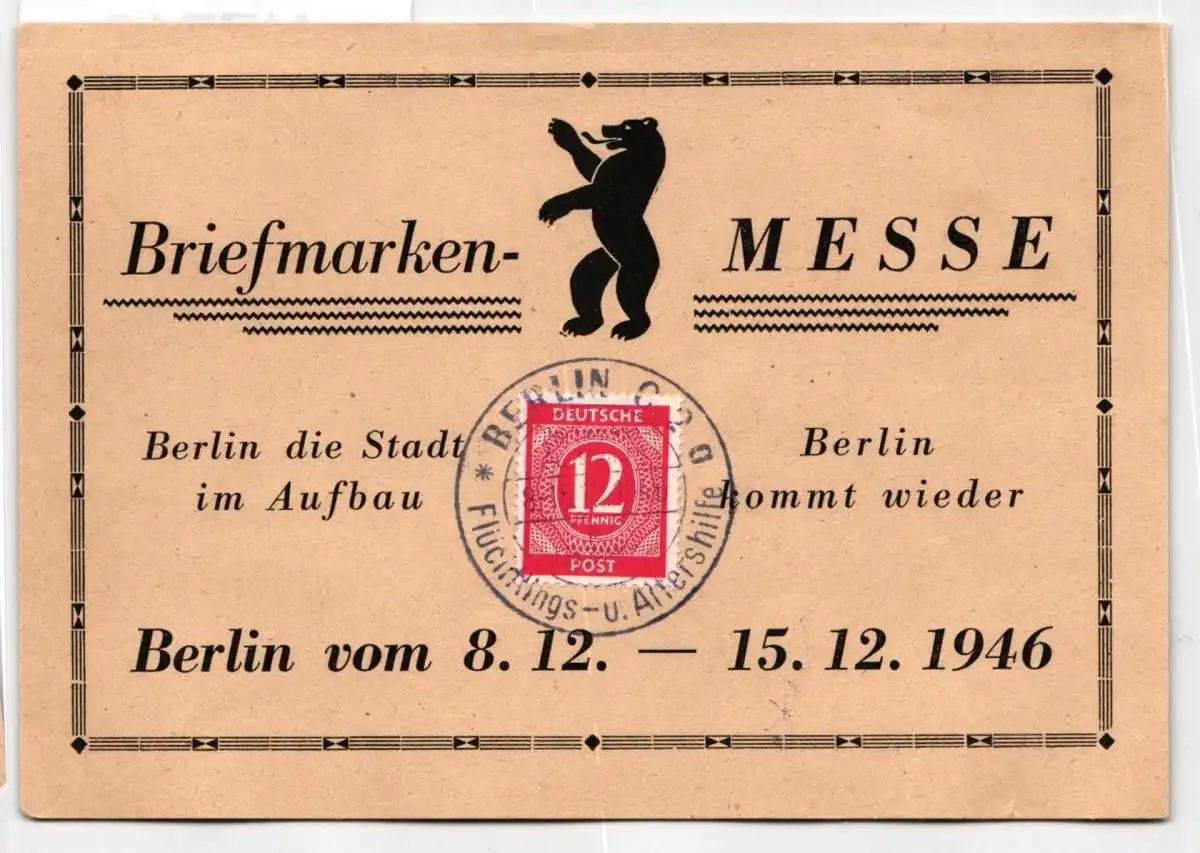 Briefmarken-
MESSE
Berlin die Stadt
im Aufbau
Berlin
kommt wieder
BERLIN C 2 a
* Flüchtlings-u. Altershilfe
DEUTSCHE
12
PFENNIG
POST
Berlin vom 8. 12. — 15. 12. 1946